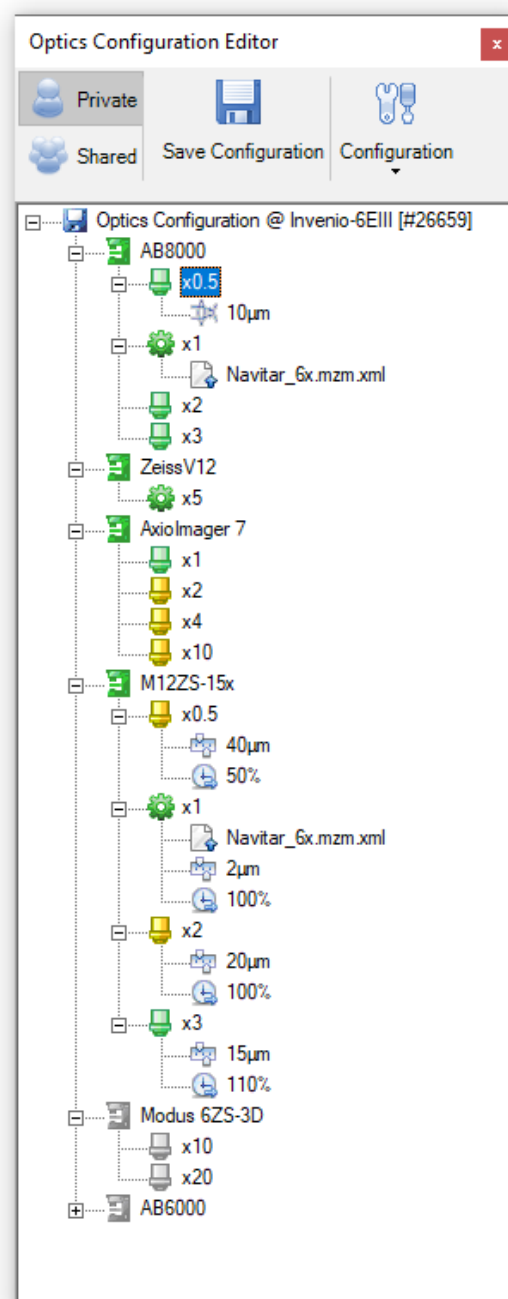 Optics Configuration Editor
x
Private
Shared
Save Configuration
Configuration
Optics Configuration @ Invenio-6EIII [#26659]
AB8000
x0.5
10µm
x1
Navitar_6x.mzm.xml
x2
x3
ZeissV12
x5
AxioImager 7
x1
x2
x4
x10
M12ZS-15x
x0.5
40µm
50%
x1
Navitar_6x.mzm.xml
2µm
100%
x2
20µm
100%
x3
15µm
110%
Modus 6ZS-3D
x10
x20
AB6000